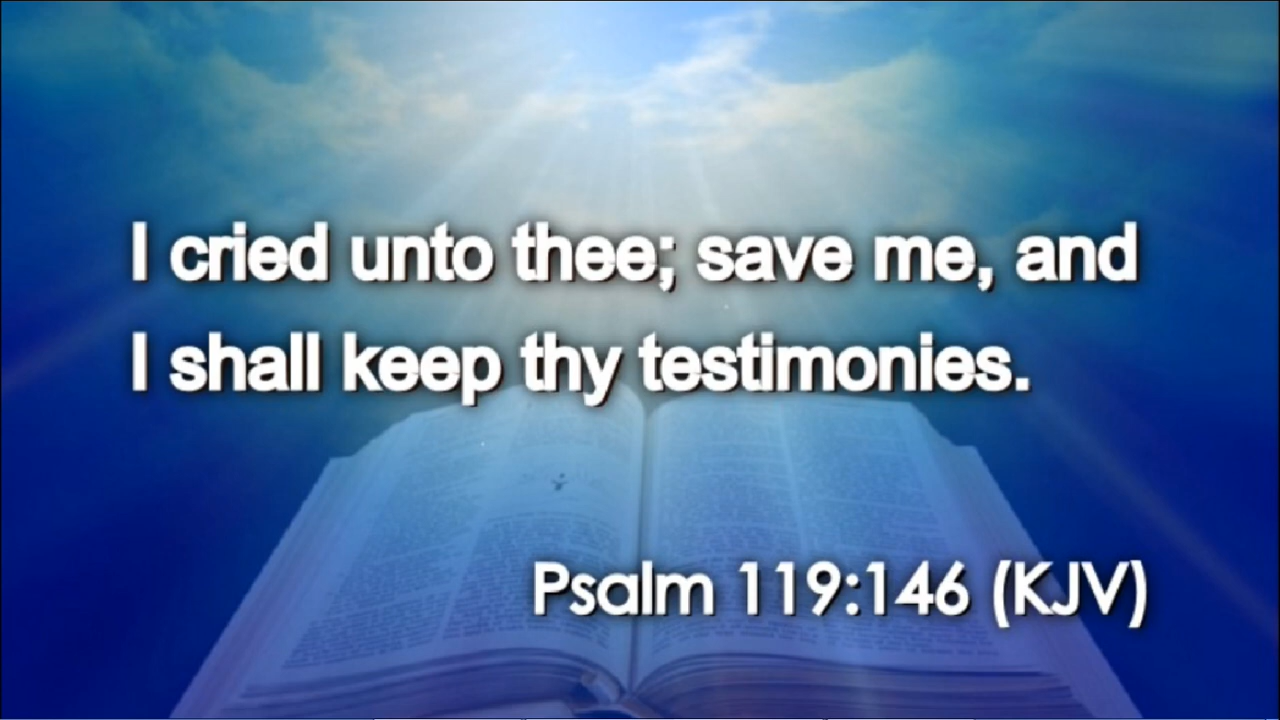 I cried unto thee; save me, and
I shall keep thy testimonies.
Psalm 119:146 (KJV)